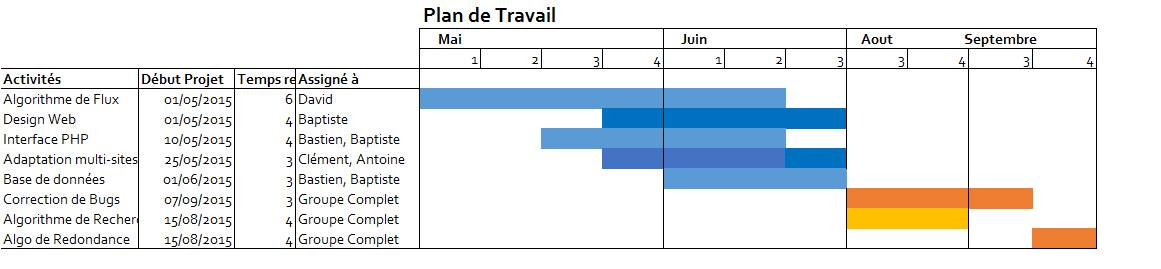 Plan de Travail
Mai Juin Aout Septembre
1 2 3 4 1 2 3 3 4 3 4
Activités Début Projet Temps re Assigné à
Algorithme de Flux 01/05/2015 6 David
Design Web 01/05/2015 4 Baptiste
Interface PHP 10/05/2015 4 Bastien, Baptiste
Adaptation multi-sites 25/05/2015 3 Clément, Antoine
Base de données 01/06/2015 3 Bastien, Baptiste
Correction de Bugs 07/09/2015 3 Groupe Complet
Algorithme de Recher 15/08/2015 4 Groupe Complet
Algo de Redondance 15/08/2015 4 Groupe Complet